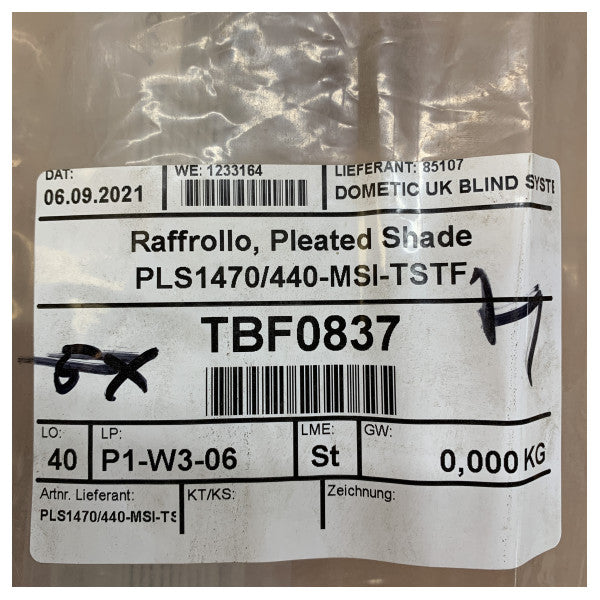 DAT: 06.09.2021
WE: 1233164
LIEFERANT: 85107
DOMETIC UK BLIND SYSTE
Raffrollo, Pleated Shade
PLS1470/440-MSI-TSTF
TBF0837
LO: 40
LP: P1-W3-06
LME: St
GW: 0,000 KG
Artnr. Lieferant:
PLS1470/440-MSI-TS
KT/KS:
Zeichnung: